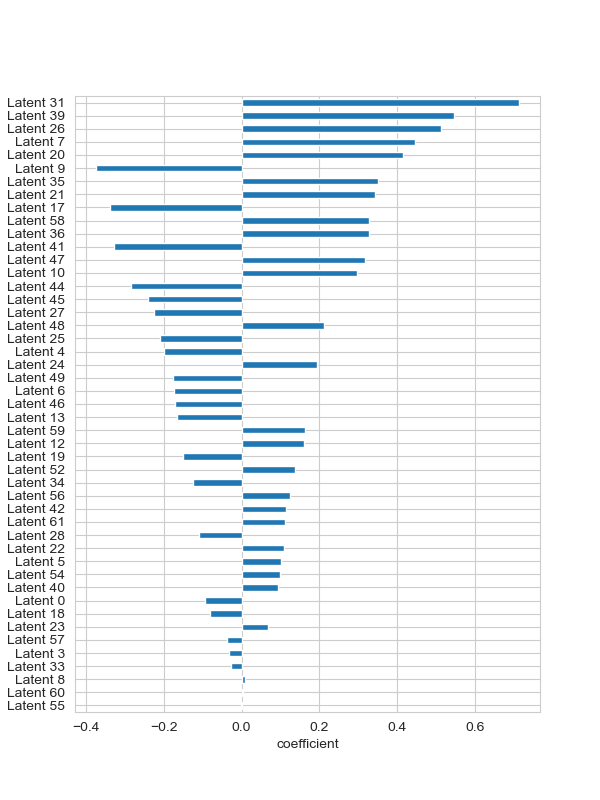 Latent 31
Latent 39
Latent 26
Latent 7
Latent 20
Latent 9
Latent 35
Latent 21
Latent 17
Latent 58
Latent 36
Latent 41
Latent 47
Latent 10
Latent 44
Latent 45
Latent 27
Latent 48
Latent 25
Latent 4
Latent 24
Latent 49
Latent 6
Latent 46
Latent 13
Latent 59
Latent 12
Latent 19
Latent 52
Latent 34
Latent 56
Latent 42
Latent 61
Latent 28
Latent 22
Latent 5
Latent 54
Latent 40
Latent 0
Latent 18
Latent 23
Latent 57
Latent 3
Latent 33
Latent 8
Latent 60
Latent 55
−0.4 −0.2 0.0 0.2 0.4 0.6
coefficient